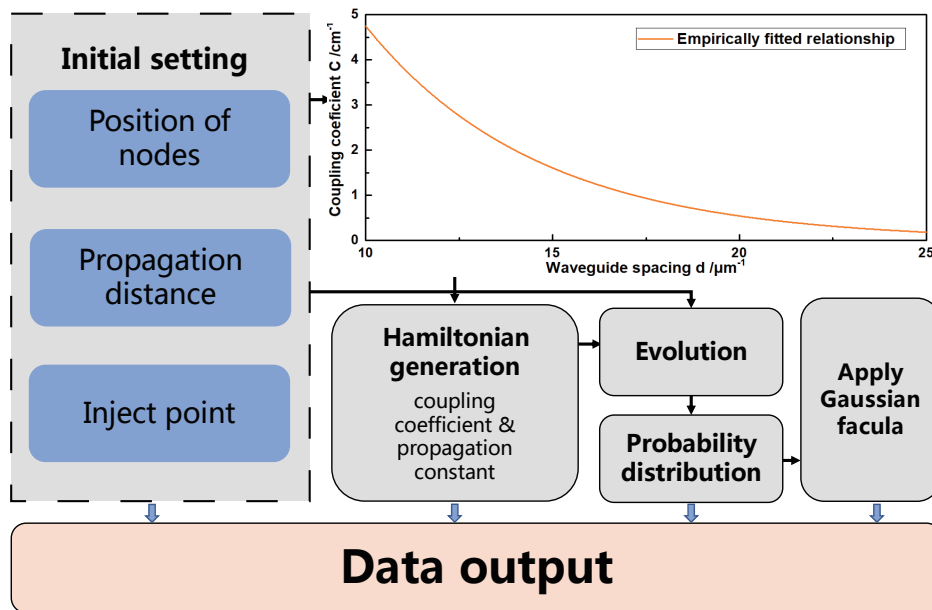 Initial setting
Position of
nodes
Propagation
distance
Inject point
Coupling coeficient C /cm⁻¹
5
4
3
2
1
0
10
15
20
25
Waveguide spacing d /μm⁻¹
Empirically fitted relationship
Hamiltonian
generation
coupling
coefficient &
propagation
constant
Evolution
Probability
distribution
Apply
Gaussian
facula
Data output